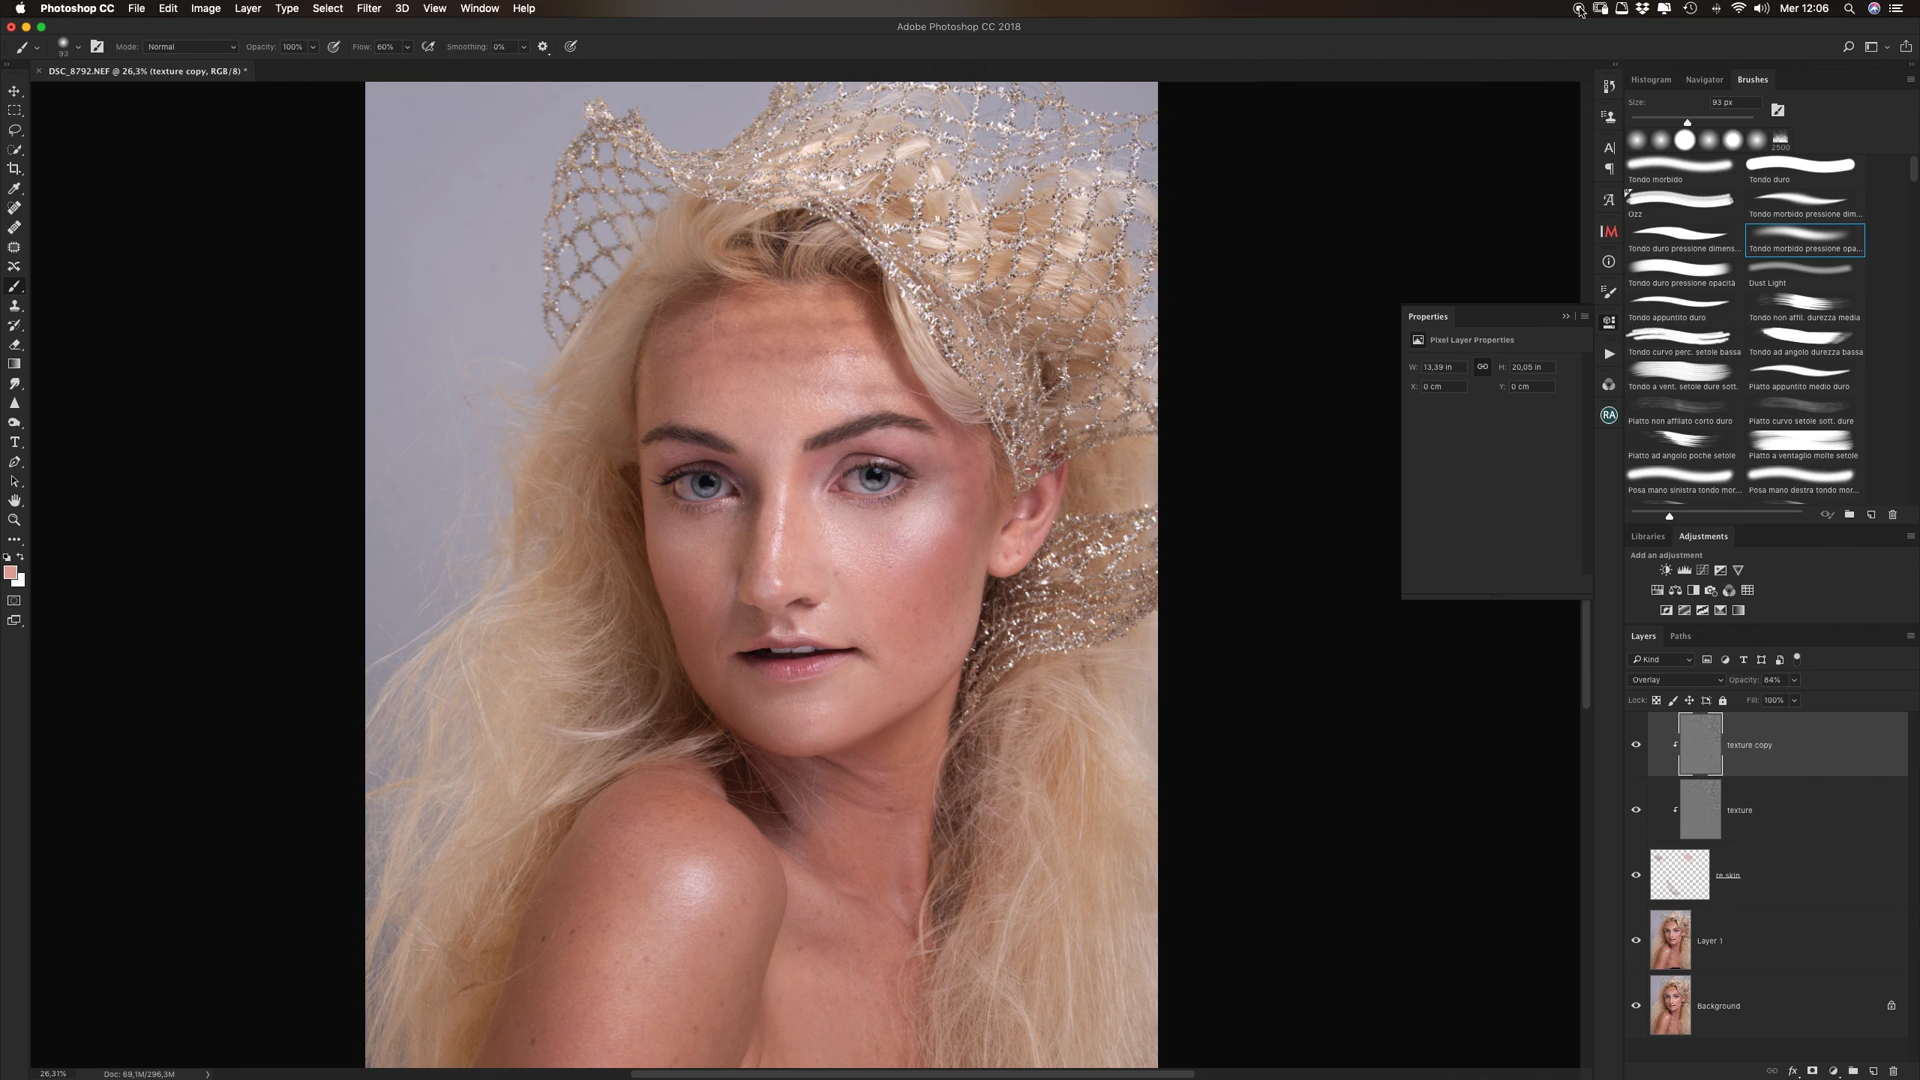 Photoshop CC File Edit Image Layer Type Select Filter 3D View Window Help Mer 12:06
Adobe Photoshop CC 2018
93 Mode: Normal Opacity: 100% Flow: 60% Smoothing: 0%
DSC_8792.NEF @ 26,3% (texture copy, RGB/8) *
Histogram Navigator Brushes
Size: 93 px
2500
Tondo morbido Tondo duro
Ozz Tondo morbido pressione dim...
Tondo duro pressione dimens... Tondo morbido pressione opa...
Tondo duro pressione opacità Dust Light
Tondo appuntito duro Tondo non affil. durezza media
Tondo curvo perc. setole bassa Tondo ad angolo durezza bassa
Tondo a vent. setole dure sott. Piatto appuntito medio duro
Piatto non affilato corto duro Piatto curvo setole sott. dure
Piatto ad angolo poche setole Piatto a ventaglio molte setole
Posa mano sinistra tondo mor... Posa mano destra tondo mor...
A|
A
IM
RA
Properties
Pixel Layer Properties
W: 13,39 in H: 20,05 in
X: 0 cm Y: 0 cm
Libraries Adjustments
Add an adjustment
Layers Paths
Kind
Overlay Opacity: 84%
Lock: Fill: 100%
texture copy
texture
re skin
Layer 1
Background
26,31% Doc: 69,1M/296,3M